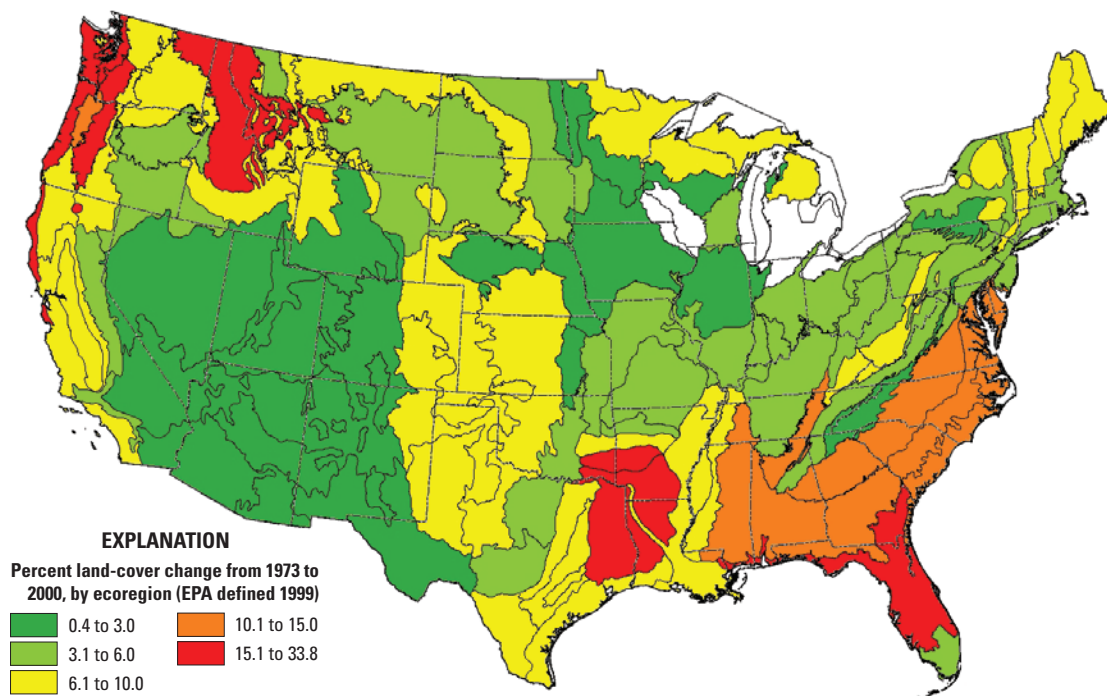 EXPLANATION
Percent land-cover change from 1973 to
2000, by ecoregion (EPA defined 1999)
0.4 to 3.0
3.1 to 6.0
6.1 to 10.0
10.1 to 15.0
15.1 to 33.8